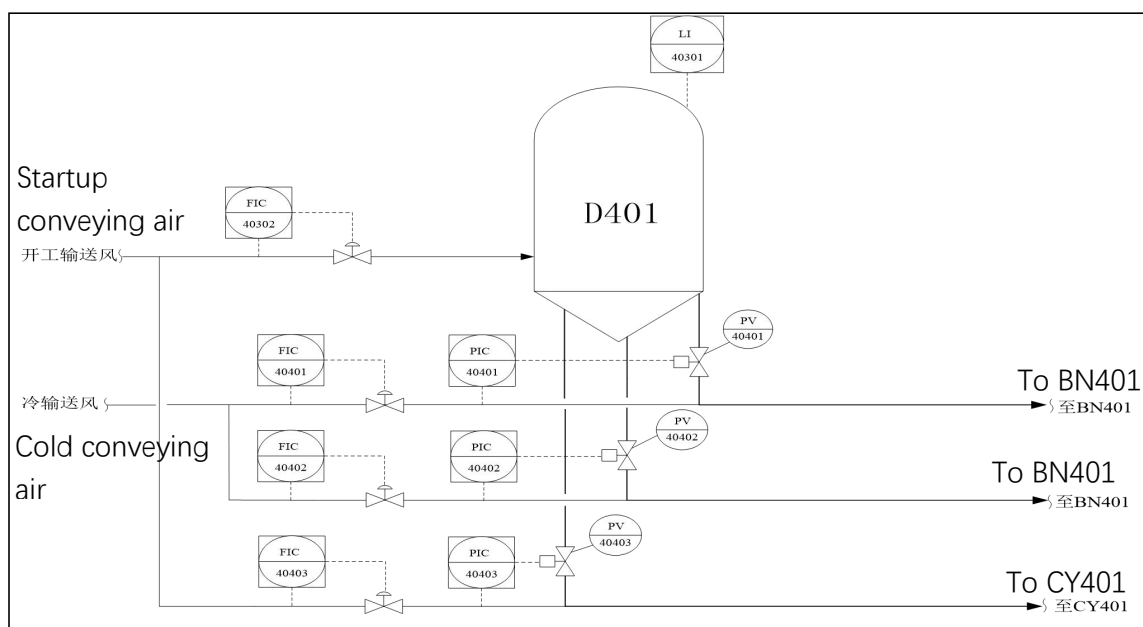 LI
40301
Startup
conveying air
开工输送风
FIC
40302
D401
PV
40401
FIC
40401
PIC
40401
To BN401
至BN401
冷输送风
Cold conveying
air
PV
40402
FIC
40402
PIC
40402
To BN401
至BN401
PV
40403
FIC
40403
PIC
40403
To CY401
至CY401